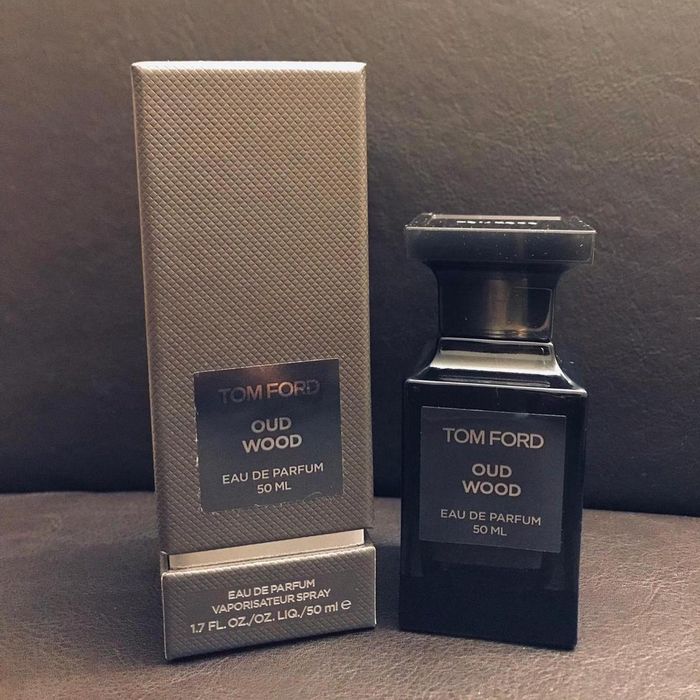 TOM FORD
OUD
WOOD
EAU DE PARFUM
50 ML
EAU DE PARFUM
VAPORISATEUR SPRAY
1.7 FL. OZ./OZ. LIQ./50 ml e
TOM FORD
OUD
WOOD
EAU DE PARFUM
50 ML